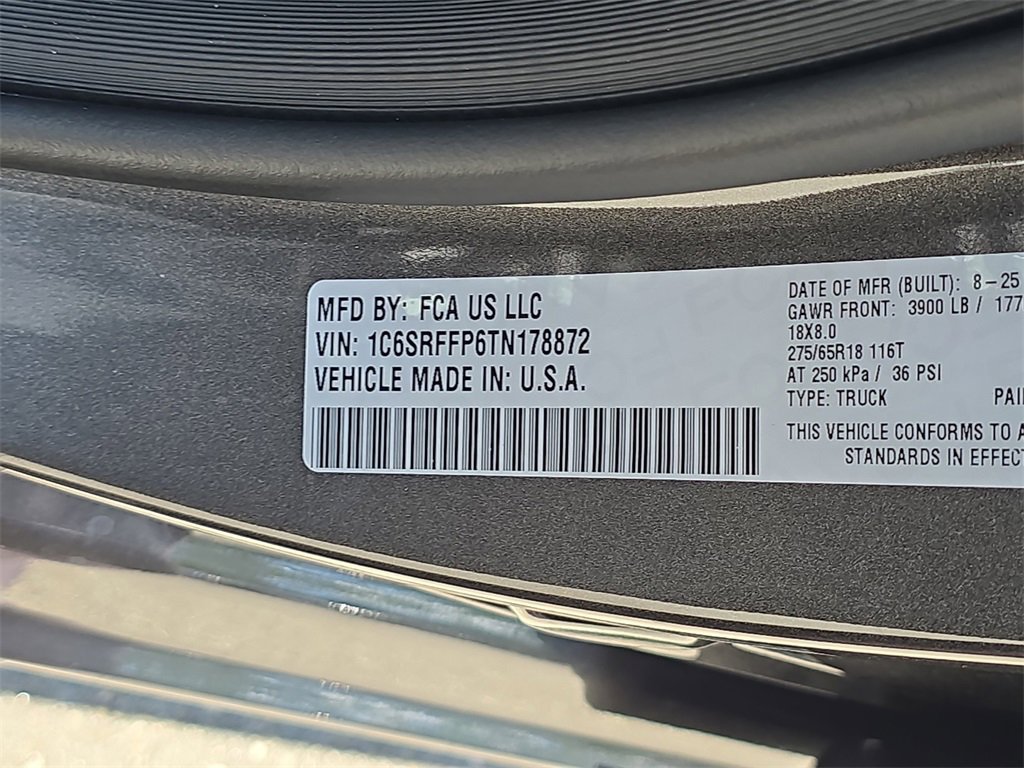 MFD BY: FCA US LLC
VIN: 1C6SRFFP6TN178872
VEHICLE MADE IN: U.S.A.
DATE OF MFR (BUILT): 8-25
GAWR FRONT: 3900 LB / 177
18X8.0
275/65R18 116T
AT 250 kPa / 36 PSI
TYPE: TRUCK
THIS VEHICLE CONFORMS TO
STANDARDS IN